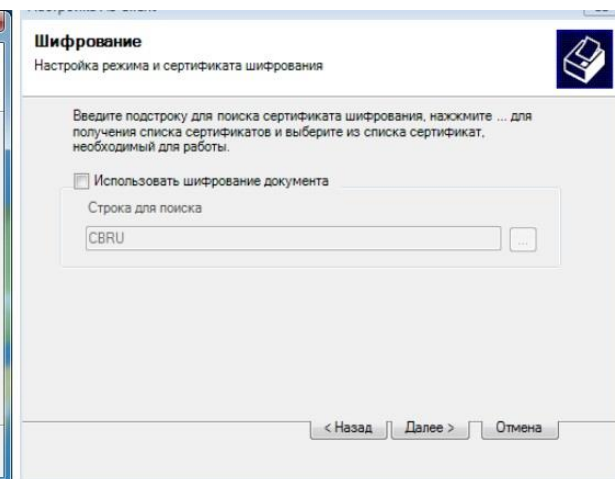 Шифрование
Настройка режима и сертификата шифрования
Введите подстроку для поиска сертификата шифрования, нажжмите ... для
получения списка сертификатов и выберите из списка сертификат,
необходимый для работы.
Использовать шифрование документа
Строка для поиска
CBRU
...
< Назад
Далее >
Отмена